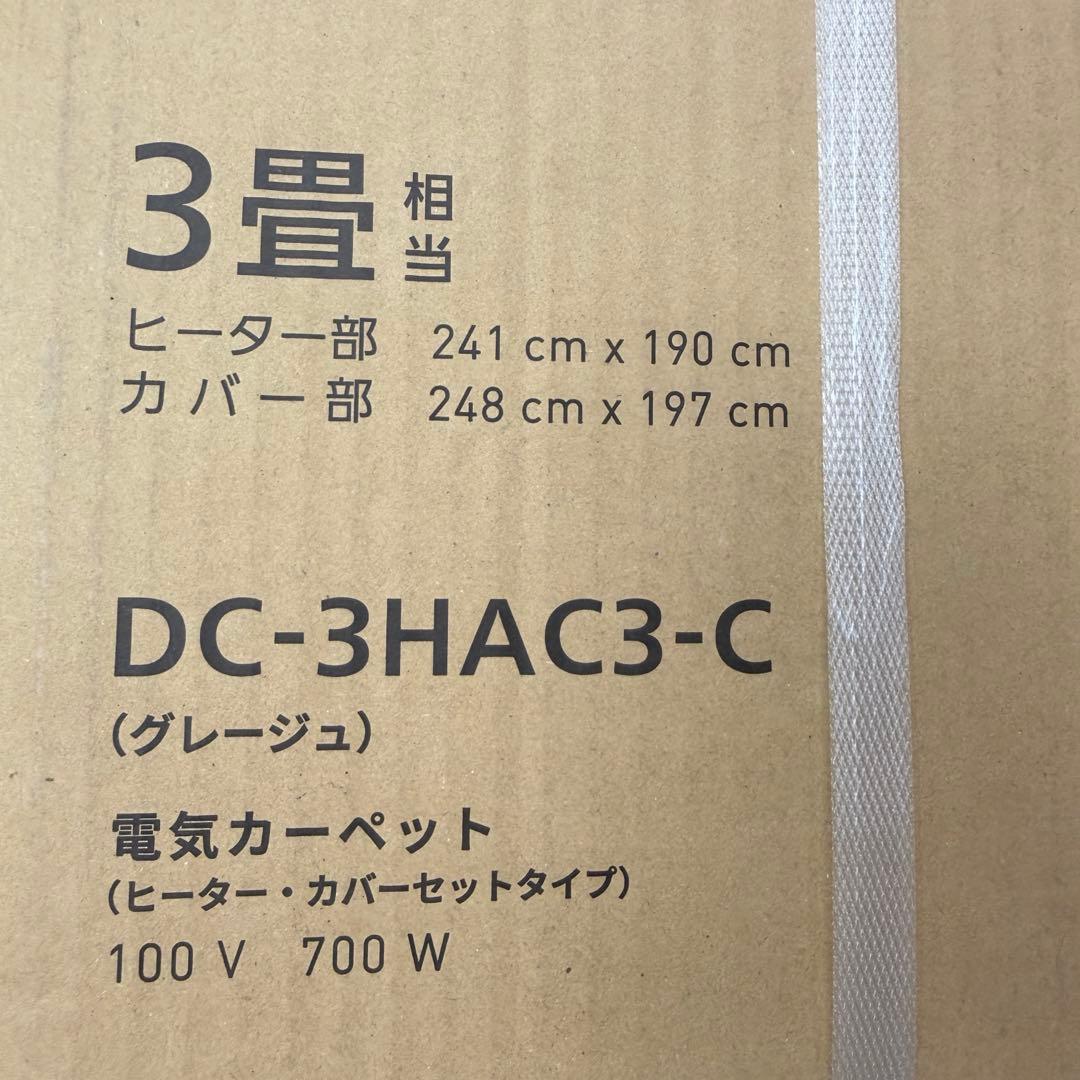 3畳相当
ヒーター部 241 cm x 190 cm
カバー部 248 cm x 197 cm
DC-3HAC3-C
(グレージュ)
電気カーペット
(ヒーター・カバーセットタイプ)
100 V 700 W